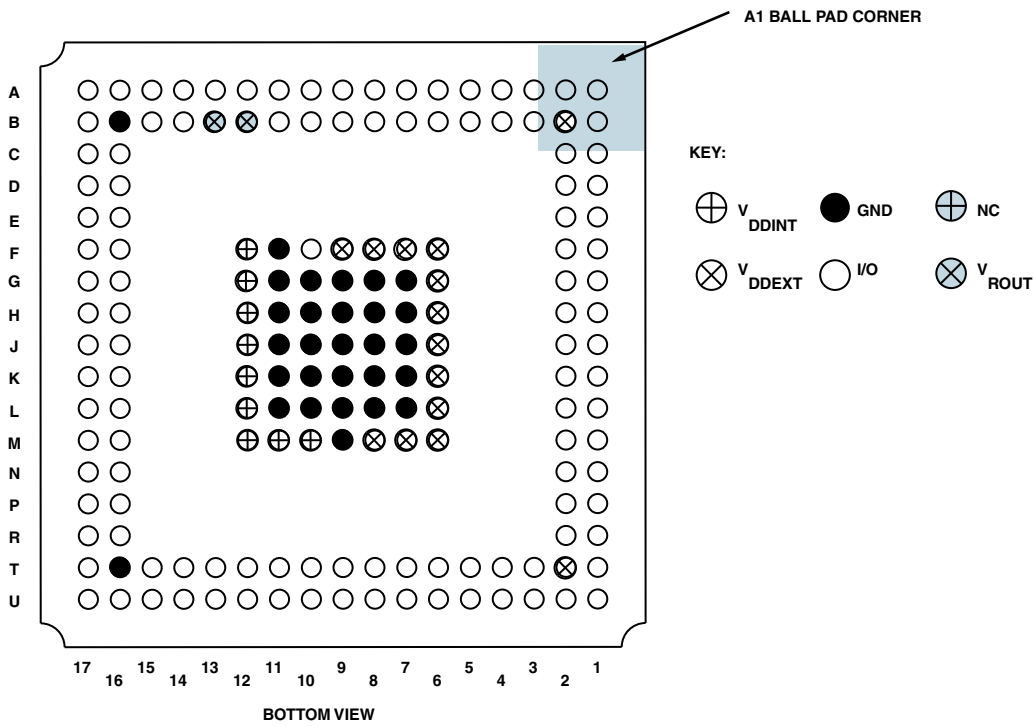 A1 BALL PAD CORNER
A
B
C
D
E
F
G
H
J
K
L
M
N
P
R
T
U
KEY:
VDDINT
GND
NC
VDDEXT
I/O
VROUT
17 16 15 14 13 12 11 10 9 8 7 6 5 4 3 2 1
BOTTOM VIEW